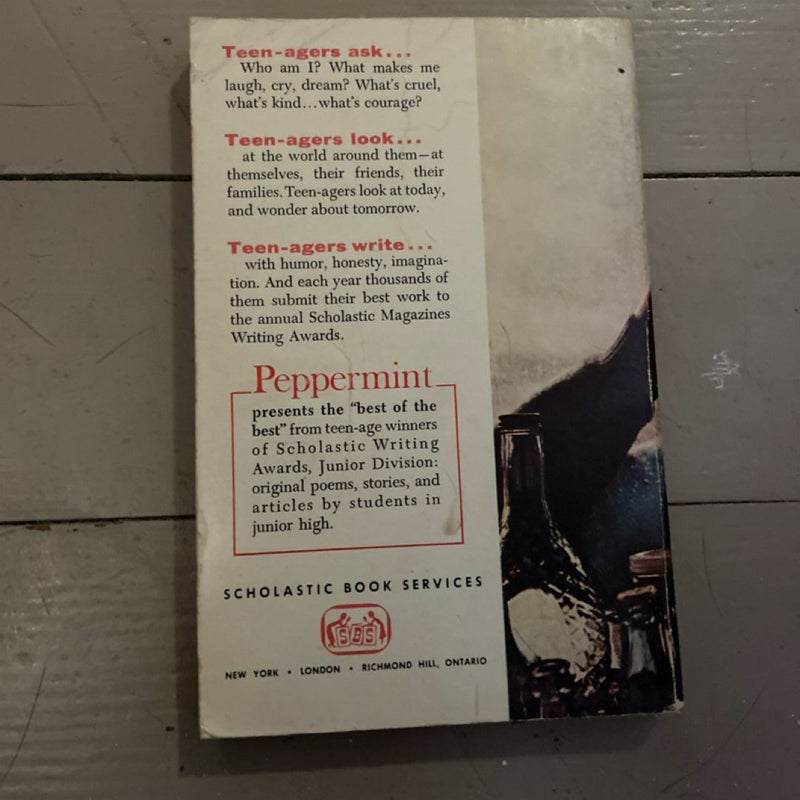 Teen-agers ask...
Who am I? What makes me
laugh, cry, dream? What's cruel,
what's kind...what's courage?
Teen-agers look...
at the world around them—at
themselves, their friends, their
families. Teen-agers look at today,
and wonder about tomorrow.
Teen-agers write...
with humor, honesty, imagina-
tion. And each year thousands of
them submit their best work to
the annual Scholastic Magazines
Writing Awards.
Peppermint
presents the "best of the
best" from teen-age winners
of Scholastic Writing
Awards, Junior Division:
original poems, stories, and
articles by students in
junior high.
SCHOLASTIC BOOK SERVICES
SBS
NEW YORK • LONDON • RICHMOND HILL, ONTARIO